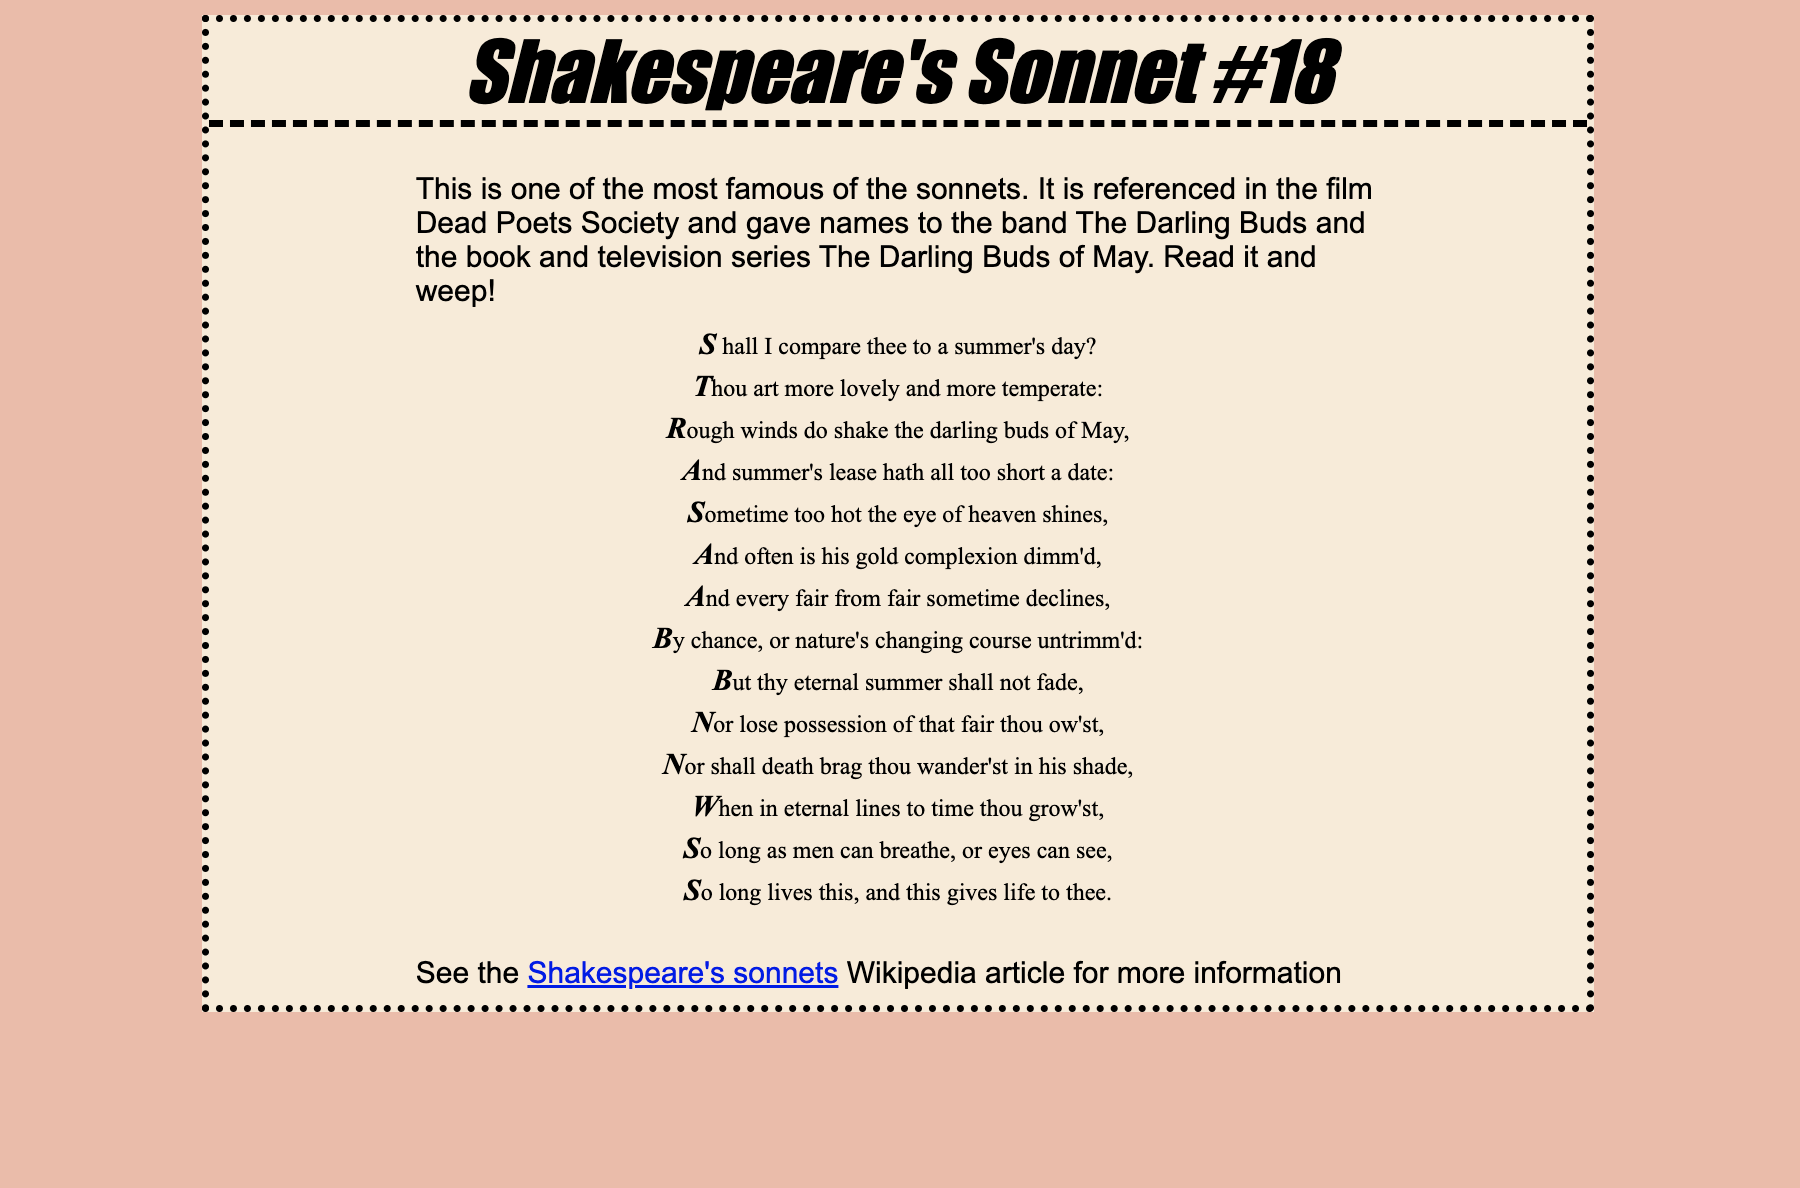 Shakespeare's Sonnet #18
This is one of the most famous of the sonnets. It is referenced in the film
Dead Poets Society and gave names to the band The Darling Buds and
the book and television series The Darling Buds of May. Read it and
weep!
S hall I compare thee to a summer's day?
Thou art more lovely and more temperate:
Rough winds do shake the darling buds of May,
And summer's lease hath all too short a date:
Sometime too hot the eye of heaven shines,
And often is his gold complexion dimm'd,
And every fair from fair sometime declines,
By chance, or nature's changing course untrimm'd:
But thy eternal summer shall not fade,
Nor lose possession of that fair thou ow'st,
Nor shall death brag thou wander'st in his shade,
When in eternal lines to time thou grow'st,
So long as men can breathe, or eyes can see,
So long lives this, and this gives life to thee.
See the Shakespeare's sonnets Wikipedia article for more information